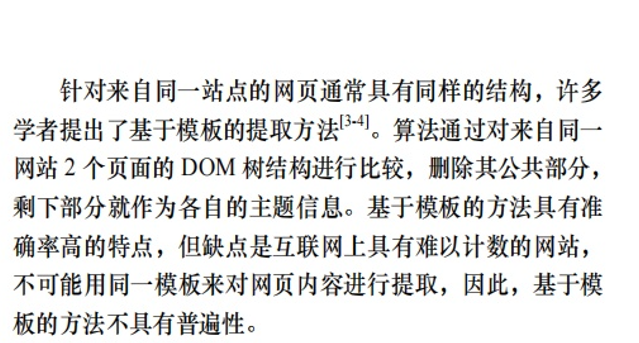 针对来自同一站点的网页通常具有同样的结构，许多
学者提出了基于模板的提取方法[3-4]。算法通过对来自同一
网站 2 个页面的 DOM 树结构进行比较，删除其公共部分，
剩下部分就作为各自的主题信息。基于模板的方法具有准
确率高的特点，但缺点是互联网上具有难以计数的网站，
不可能用同一模板来对网页内容进行提取，因此，基于模
板的方法不具有普遍性。